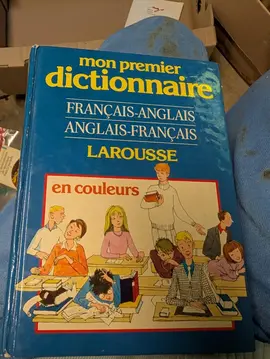 mon premier
dictionnaire
FRANÇAIS-ANGLAIS
ANGLAIS-FRANÇAIS
LAROUSSE
en couleurs